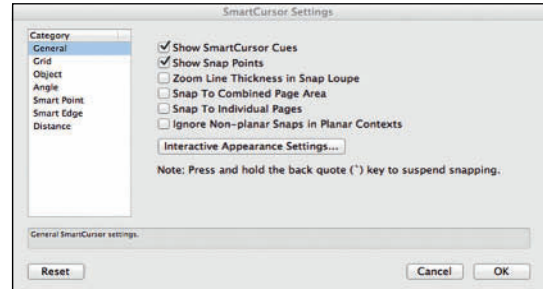 SmartCursor Settings
Category
General
Grid
Object
Angle
Smart Point
Smart Edge
Distance
Show SmartCursor Cues
Show Snap Points
Zoom Line Thickness in Snap Loupe
Snap To Combined Page Area
Snap To Individual Pages
Ignore Non-planar Snaps in Planar Contexts
Interactive Appearance Settings...
Note: Press and hold the back quote (`) key to suspend snapping.
General SmartCursor settings.
Reset
Cancel
OK